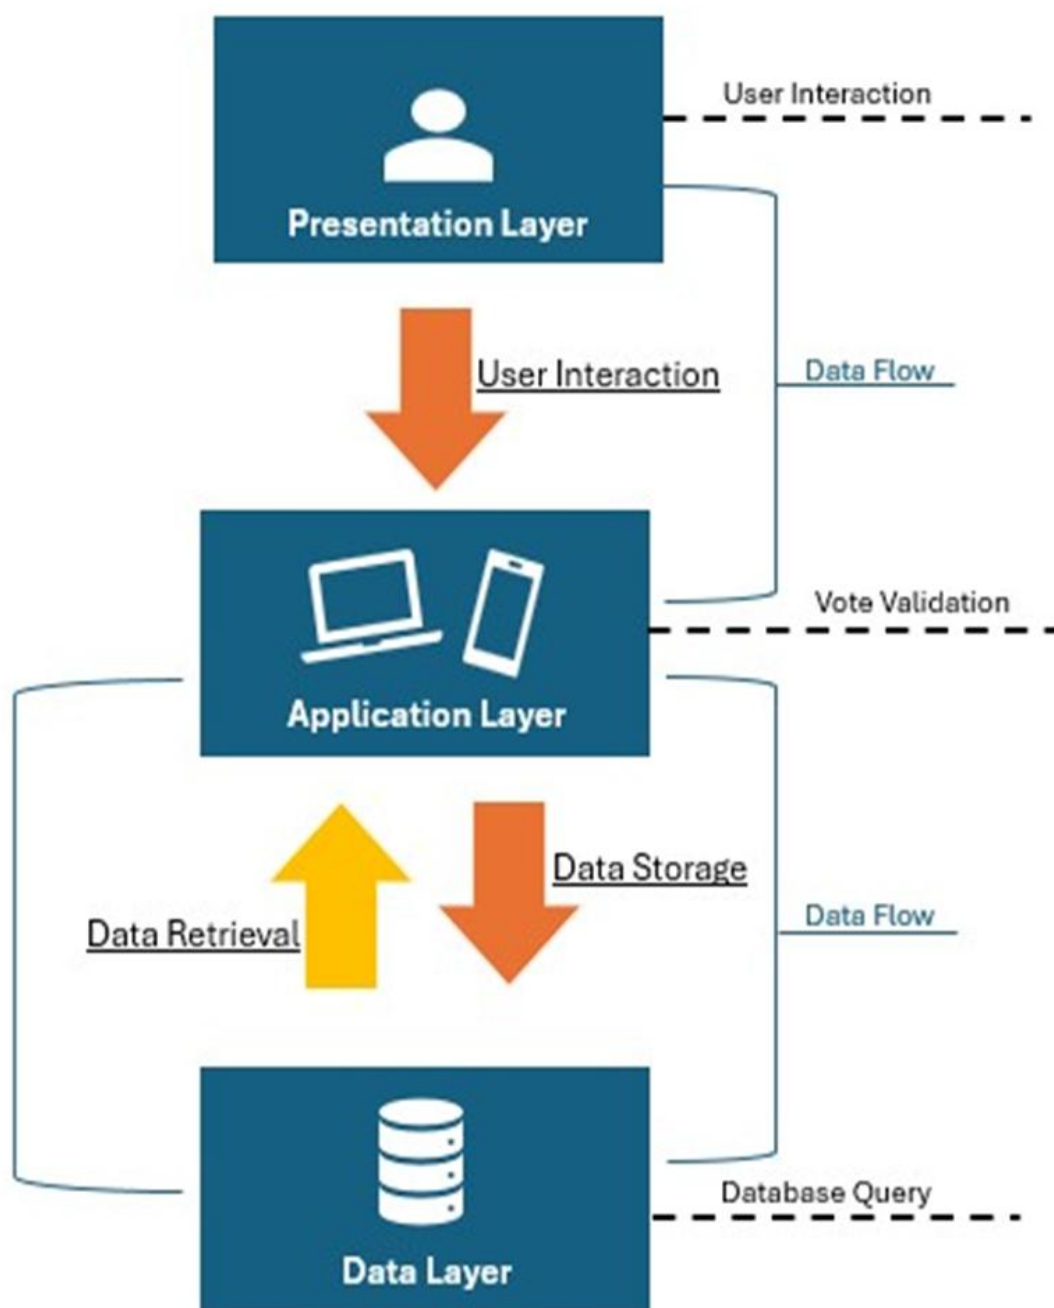 User Interaction
Presentation Layer
User Interaction
Data Flow
Vote Validation
Application Layer
Data Storage
Data Retrieval
Data Flow
Database Query
Data Layer